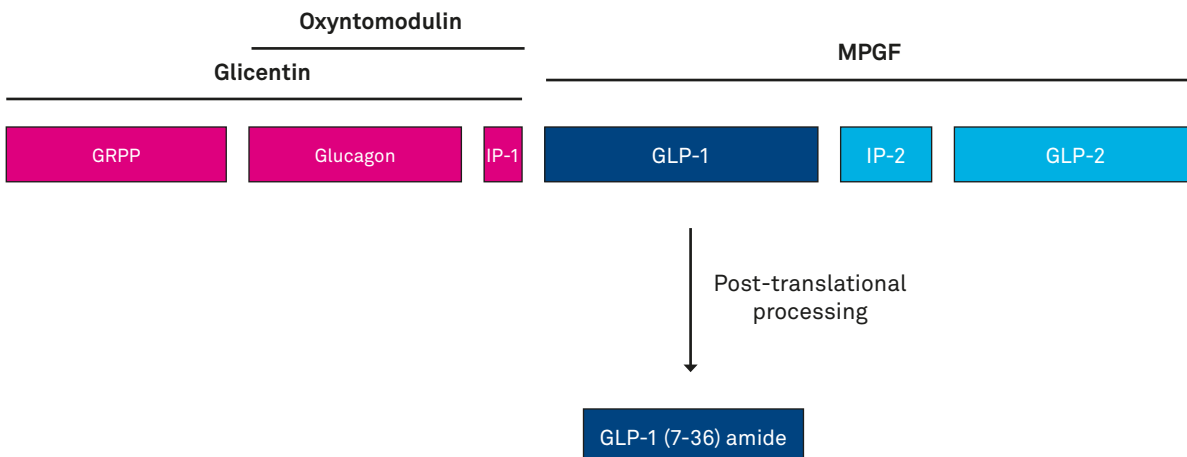 Oxyntomodulin
MPGF
Glicentin
GRPP
Glucagon
IP-1
GLP-1
IP-2
GLP-2
Post-translational
processing
GLP-1 (7-36) amide